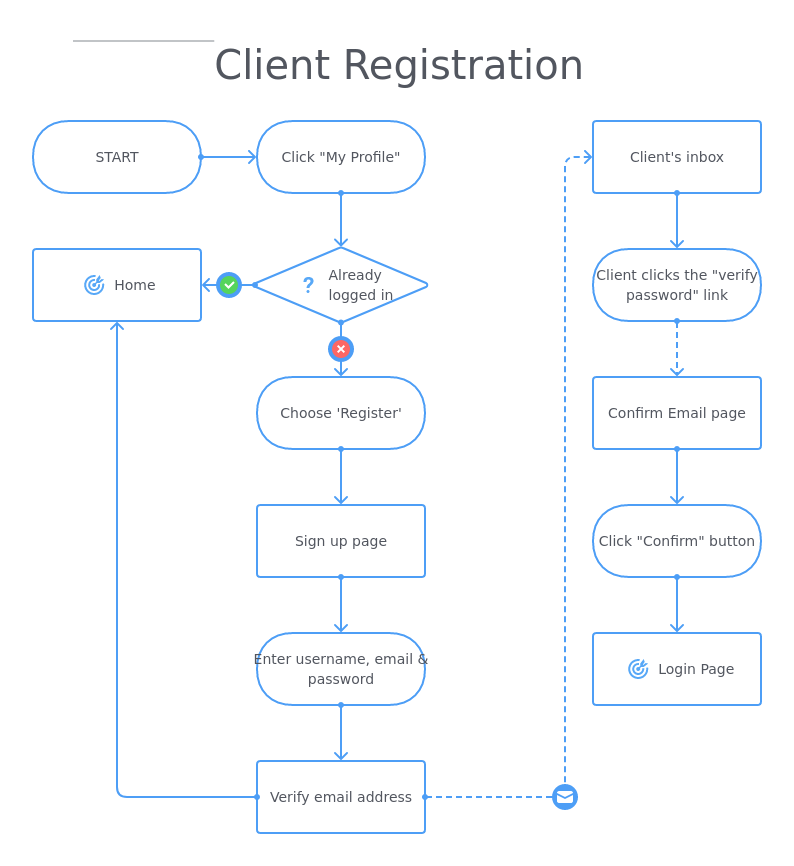 Client Registration
START
Click "My Profile"
Already
logged in
Home
Choose 'Register'
Sign up page
Enter username, email &
password
Verify email address
Client's inbox
Client clicks the "verify
password" link
Confirm Email page
Click "Confirm" button
Login Page